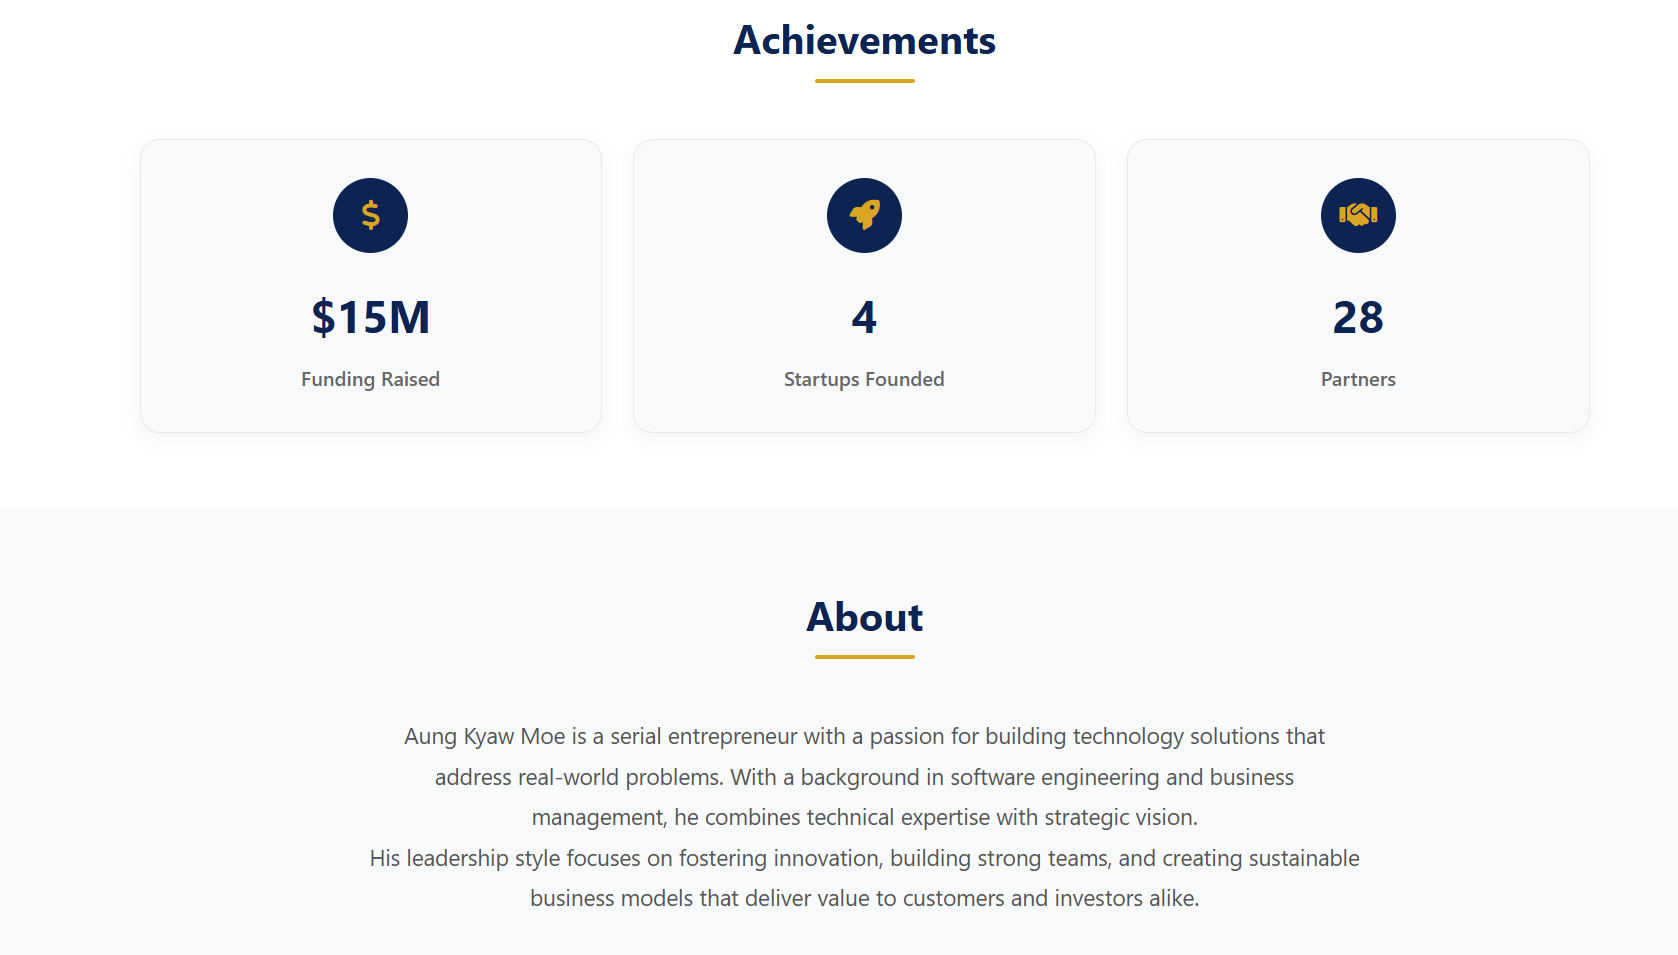 Achievements
$15M
Funding Raised
4
Startups Founded
28
Partners
About
Aung Kyaw Moe is a serial entrepreneur with a passion for building technology solutions that
address real-world problems. With a background in software engineering and business
management, he combines technical expertise with strategic vision.
His leadership style focuses on fostering innovation, building strong teams, and creating sustainable
business models that deliver value to customers and investors alike.